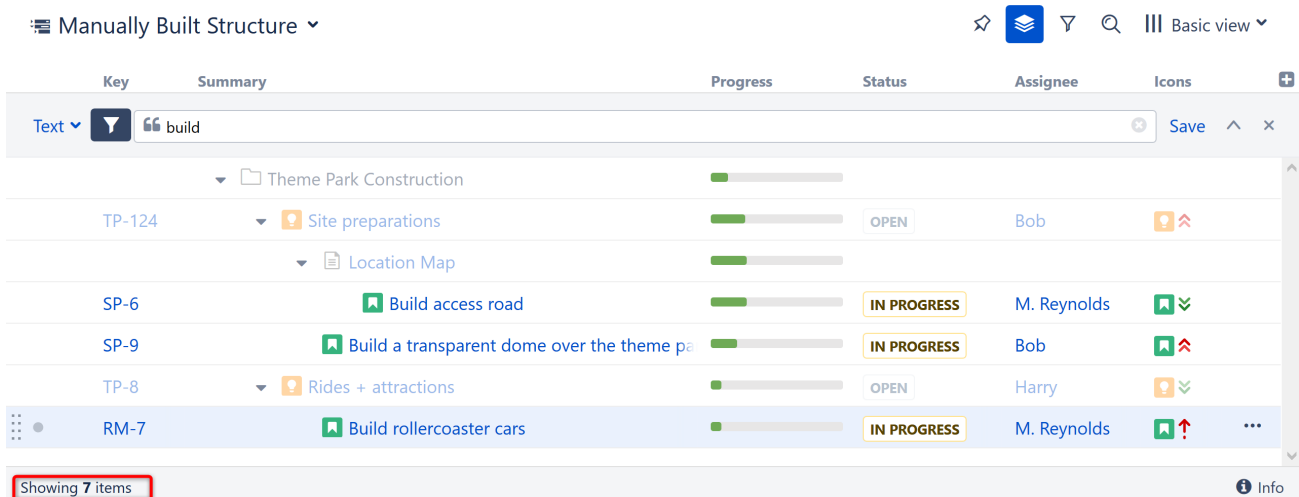 Manually Built Structure
Basic view
Key Summary Progress Status Assignee Icons
Text build Save
Theme Park Construction
TP-124 Site preparations OPEN Bob
Location Map
SP-6 Build access road IN PROGRESS M. Reynolds
SP-9 Build a transparent dome over the theme pa IN PROGRESS Bob
TP-8 Rides + attractions OPEN Harry
RM-7 Build rollercoaster cars IN PROGRESS M. Reynolds
Showing 7 items Info